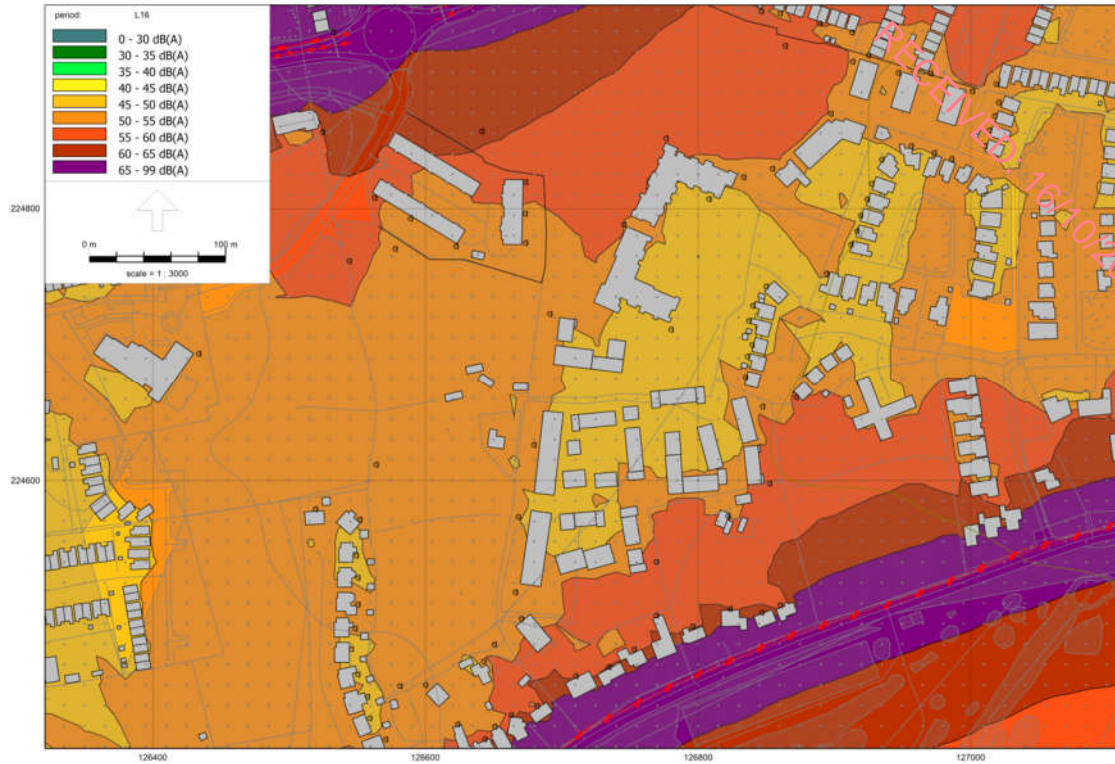 period: L16
0 - 30 dB(A)
30 - 35 dB(A)
35 - 40 dB(A)
40 - 45 dB(A)
45 - 50 dB(A)
50 - 55 dB(A)
55 - 60 dB(A)
60 - 65 dB(A)
65 - 99 dB(A)
0 m 100 m
scale = 1 : 3000
RECEIVED: 16/10/2
224800
224600
126400 126600 126800 127000